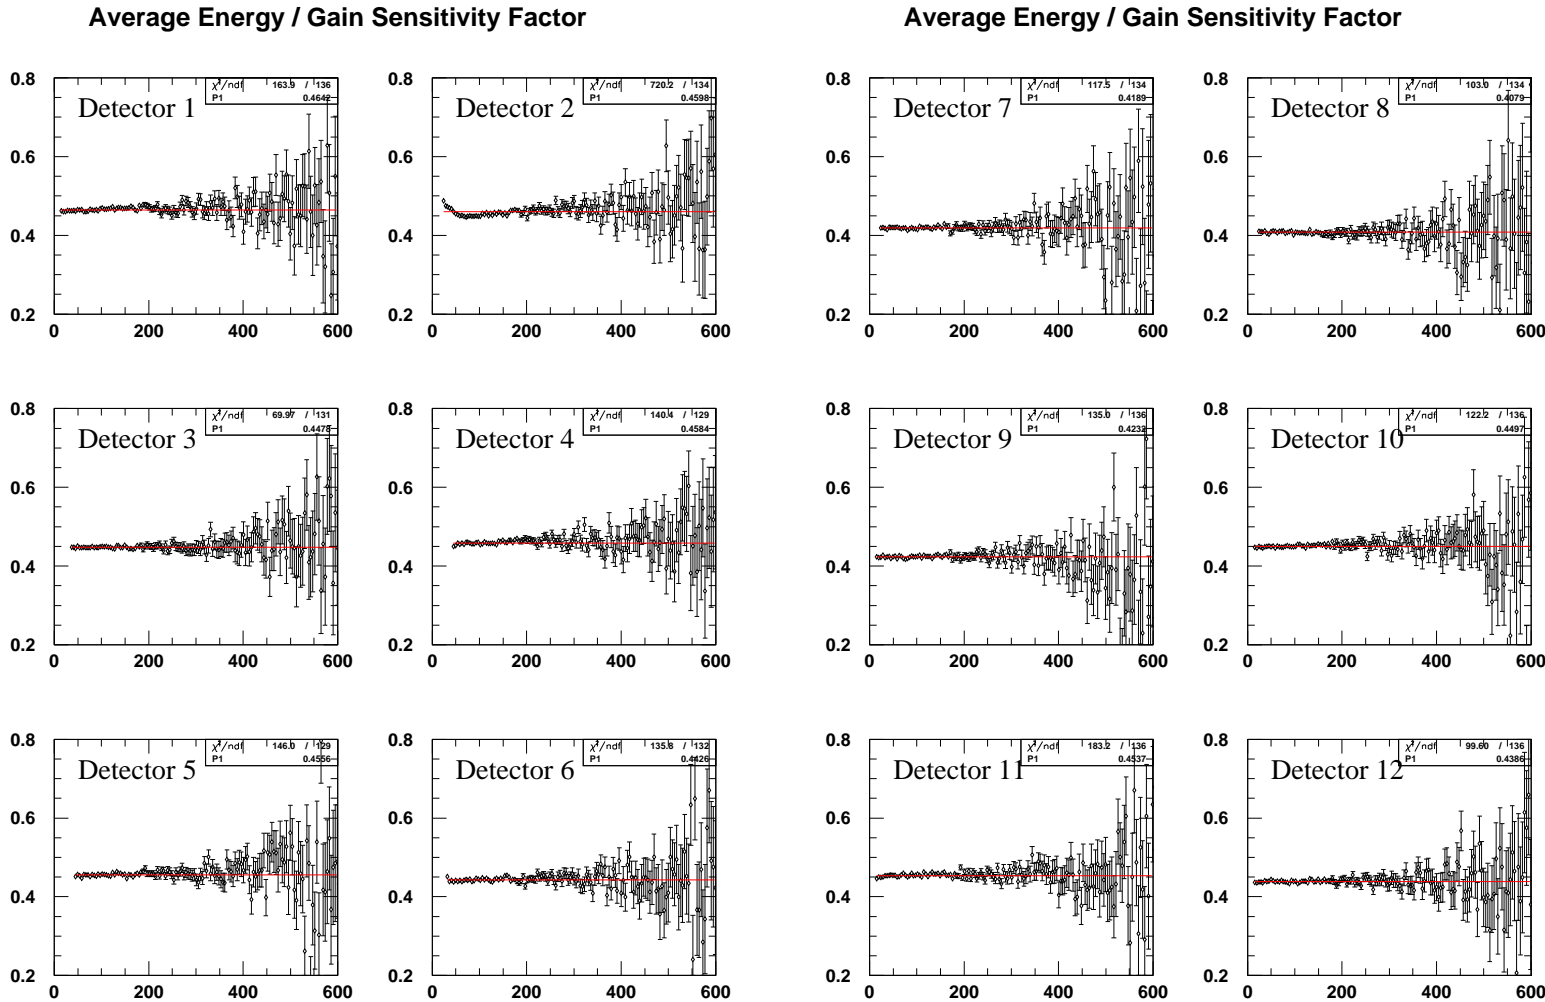 Average Energy / Gain Sensitivity Factor
Average Energy / Gain Sensitivity Factor
Detector 1
χ²/ndf 163.9 / 136
P1 0.4642
0.8
0.6
0.4
0.2
0 200 400 600
Detector 2
χ²/ndf 720.2 / 134
P1 0.4598
0.8
0.6
0.4
0.2
0 200 400 600
Detector 7
χ²/ndf 117.5 / 134
P1 0.4189
0.8
0.6
0.4
0.2
0 200 400 600
Detector 8
χ²/ndf 103.0 / 134
P1 0.4079
0.8
0.6
0.4
0.2
0 200 400 600
Detector 3
χ²/ndf 69.97 / 131
P1 0.4478
0.8
0.6
0.4
0.2
0 200 400 600
Detector 4
χ²/ndf 140.4 / 129
P1 0.4584
0.8
0.6
0.4
0.2
0 200 400 600
Detector 9
χ²/ndf 135.0 / 136
P1 0.4232
0.8
0.6
0.4
0.2
0 200 400 600
Detector 10
χ²/ndf 122.2 / 136
P1 0.4497
0.8
0.6
0.4
0.2
0 200 400 600
Detector 5
χ²/ndf 146.0 / 129
P1 0.4556
0.8
0.6
0.4
0.2
0 200 400 600
Detector 6
χ²/ndf 135.8 / 132
P1 0.4426
0.8
0.6
0.4
0.2
0 200 400 600
Detector 11
χ²/ndf 183.2 / 136
P1 0.4537
0.8
0.6
0.4
0.2
0 200 400 600
Detector 12
χ²/ndf 99.60 / 136
P1 0.4386
0.8
0.6
0.4
0.2
0 200 400 600